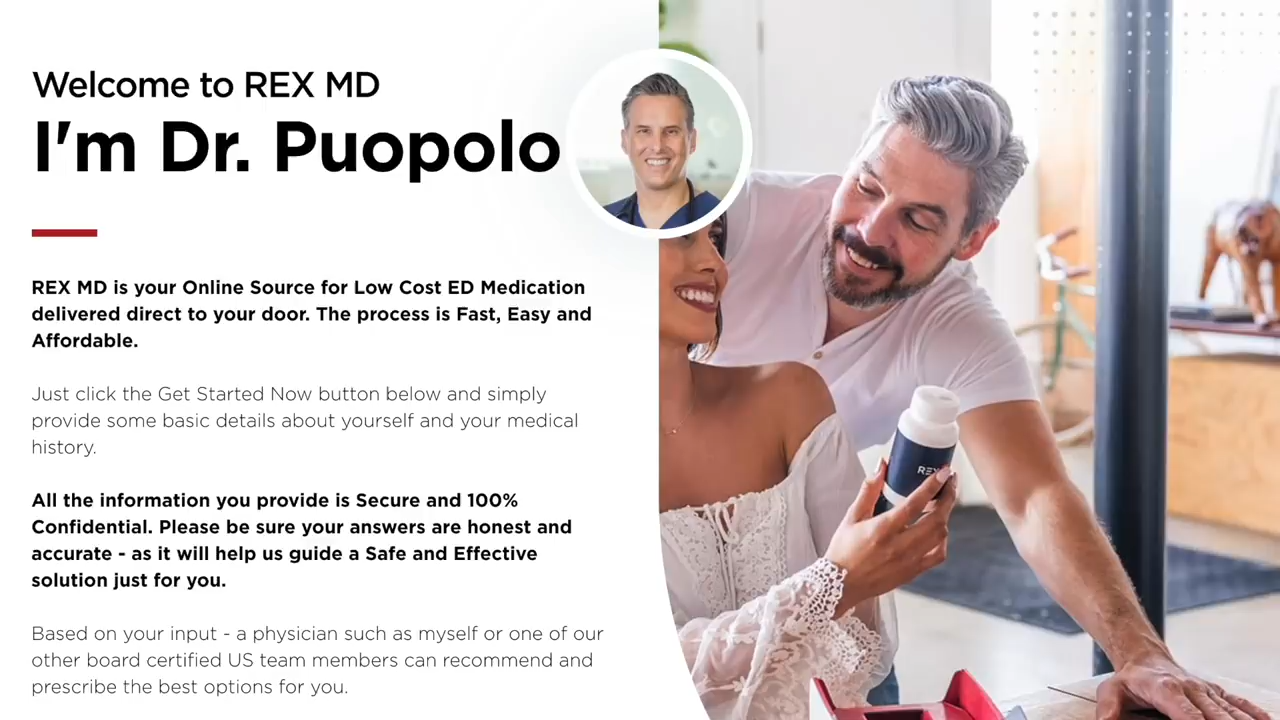 Welcome to REX MD
I'm Dr. Puopolo
REX MD is your Online Source for Low Cost ED Medication
delivered direct to your door. The process is Fast, Easy and
Affordable.
Just click the Get Started Now button below and simply
provide some basic details about yourself and your medical
history.
All the information you provide is Secure and 100%
Confidential. Please be sure your answers are honest and
accurate - as it will help us guide a Safe and Effective
solution just for you.
Based on your input - a physician such as myself or one of our
other board certified US team members can recommend and
prescribe the best options for you.
REX